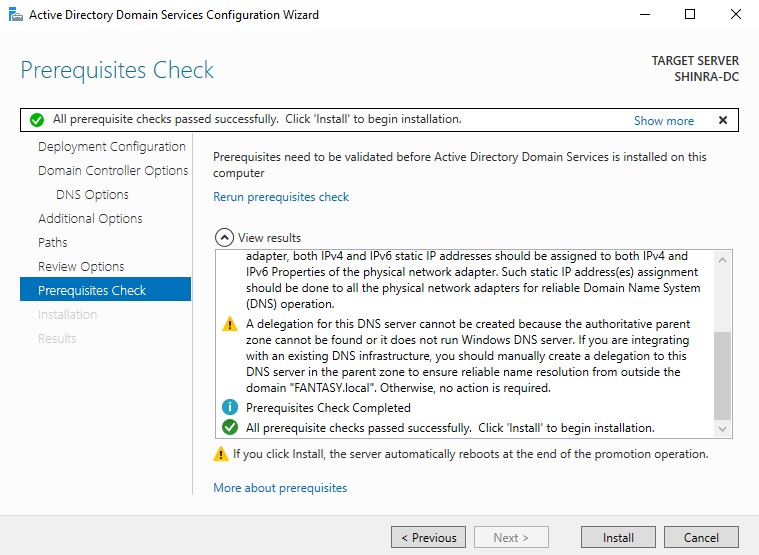 Active Directory Domain Services Configuration Wizard
Prerequisites Check
TARGET SERVER
SHINRA-DC
All prerequisite checks passed successfully.  Click 'Install' to begin installation.
Show more
Deployment Configuration
Domain Controller Options
DNS Options
Additional Options
Paths
Review Options
Prerequisites Check
Installation
Results
Prerequisites need to be validated before Active Directory Domain Services is installed on this
computer
Rerun prerequisites check
View results
adapter, both IPv4 and IPv6 static IP addresses should be assigned to both IPv4 and
IPv6 Properties of the physical network adapter. Such static IP address(es) assignment
should be done to all the physical network adapters for reliable Domain Name System
(DNS) operation.
A delegation for this DNS server cannot be created because the authoritative parent
zone cannot be found or it does not run Windows DNS server. If you are integrating
with an existing DNS infrastructure, you should manually create a delegation to this
DNS server in the parent zone to ensure reliable name resolution from outside the
domain "FANTASY.local". Otherwise, no action is required.
Prerequisites Check Completed
All prerequisite checks passed successfully.  Click 'Install' to begin installation.
If you click Install, the server automatically reboots at the end of the promotion operation.
More about prerequisites
< Previous
Next >
Install
Cancel